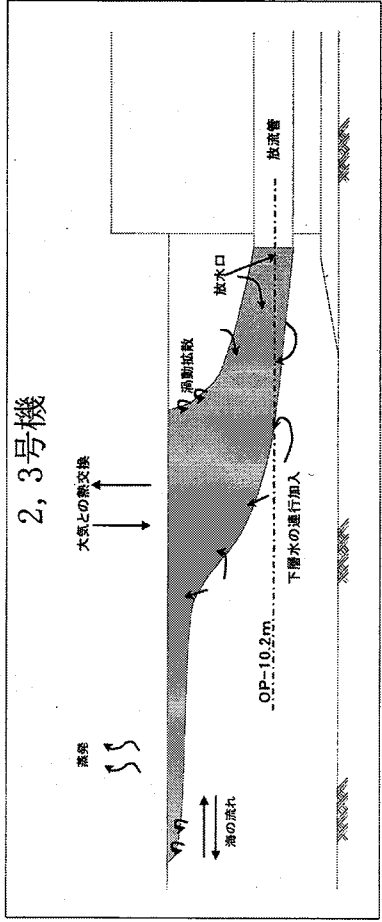 2, 3号機
大気との熱交換
蒸発
渦動拡散
放水口
放流管
海の流れ
OP-10.2m
下層水の連行加入